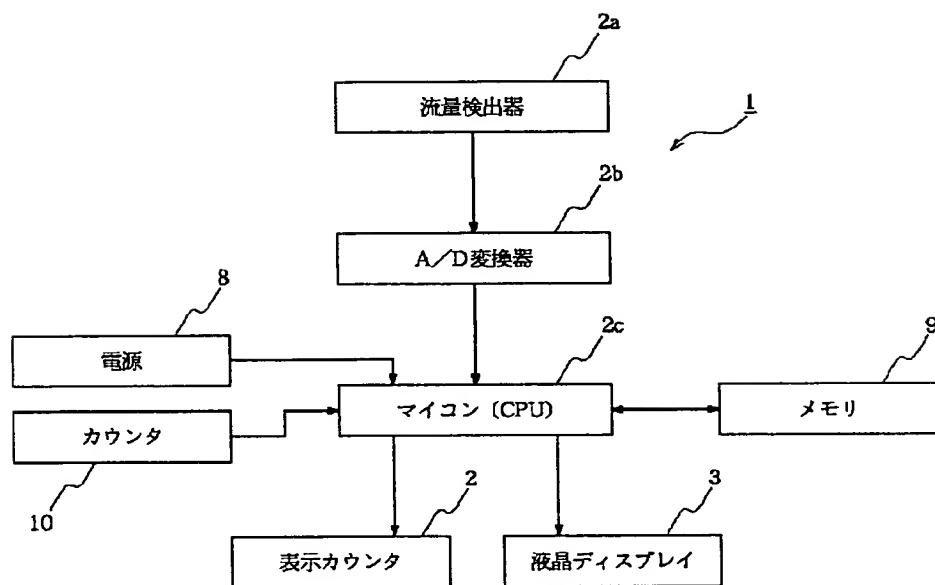 2a
流量検出器
1
2b
A/D変換器
8
2c
9
電源
マイコン(CPU)
メモリ
カウンタ
10
2
3
表示カウンタ
液晶ディスプレイ